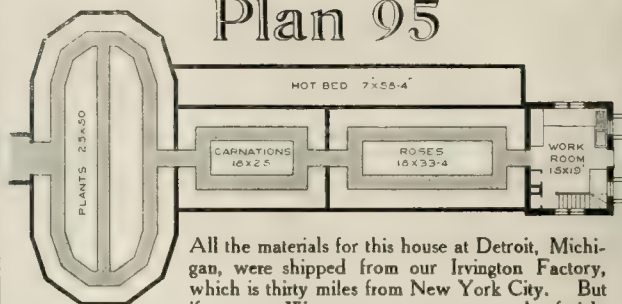 Plan 95
HOT BED 7'X58-4"
PLANTS 25X50
CARNATIONS
18X25
ROSES
18X33-4
WORK
ROOM
18X19'
All the materials for this house at Detroit, Michi-
gan, were shipped from our Irvington Factory,
which is thirty miles from New York City. But